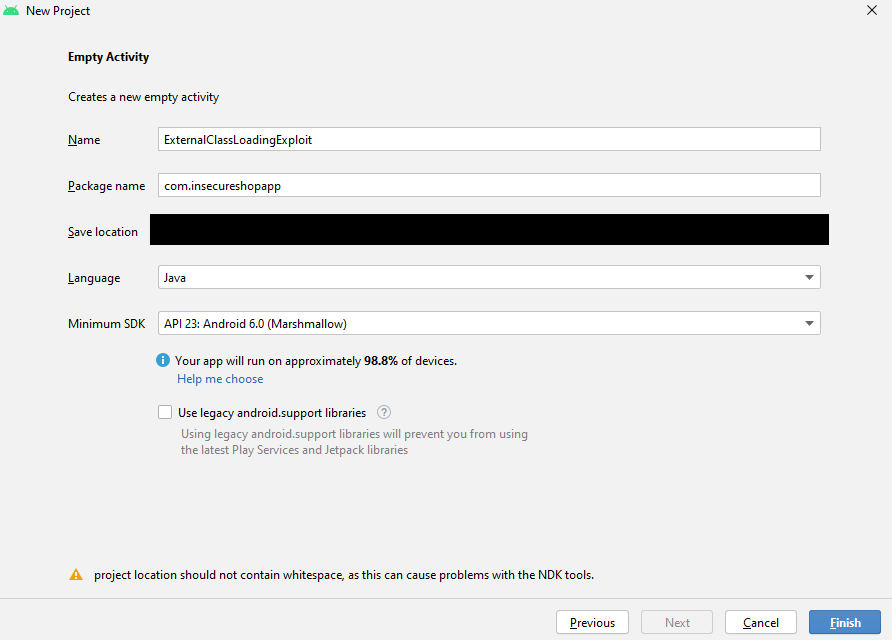 New Project
Empty Activity
Creates a new empty activity
Name ExternalClassLoadingExploit
Package name com.insecureshopapp
Save location
Language Java
Minimum SDK API 23: Android 6.0 (Marshmallow)
Your app will run on approximately 98.8% of devices.
Help me choose
Use legacy android.support libraries ?
Using legacy android.support libraries will prevent you from using
the latest Play Services and Jetpack libraries
project location should not contain whitespace, as this can cause problems with the NDK tools.
Previous Next Cancel Finish